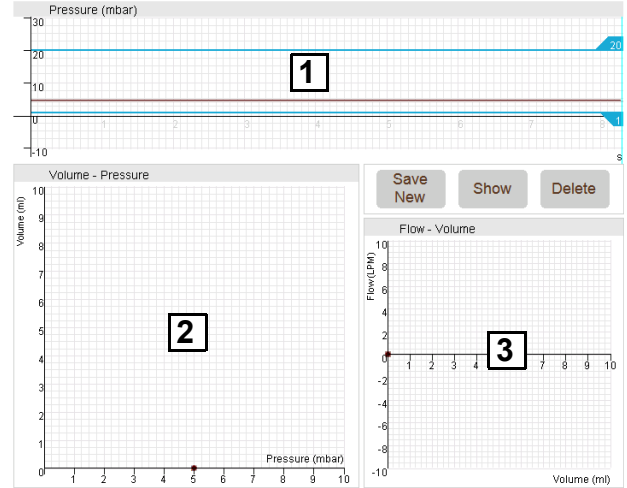 Pressure (mbar)
30
20
20
1
10
0 1 2 3 4 5 6 7 8
1
-10
s
Volume - Pressure
Save
New
Show
Delete
Flow - Volume
Volume (ml)
10
9
8
7
6
5
4
3
2
1
0
2
1 2 3 4 5 6 7 8 9 10
Pressure (mbar)
Flow(LPM)
10
8
6
4
2
0
-2
-4
-6
-8
-10
3
1 2 3 4 7 8 9 10
Volume (ml)